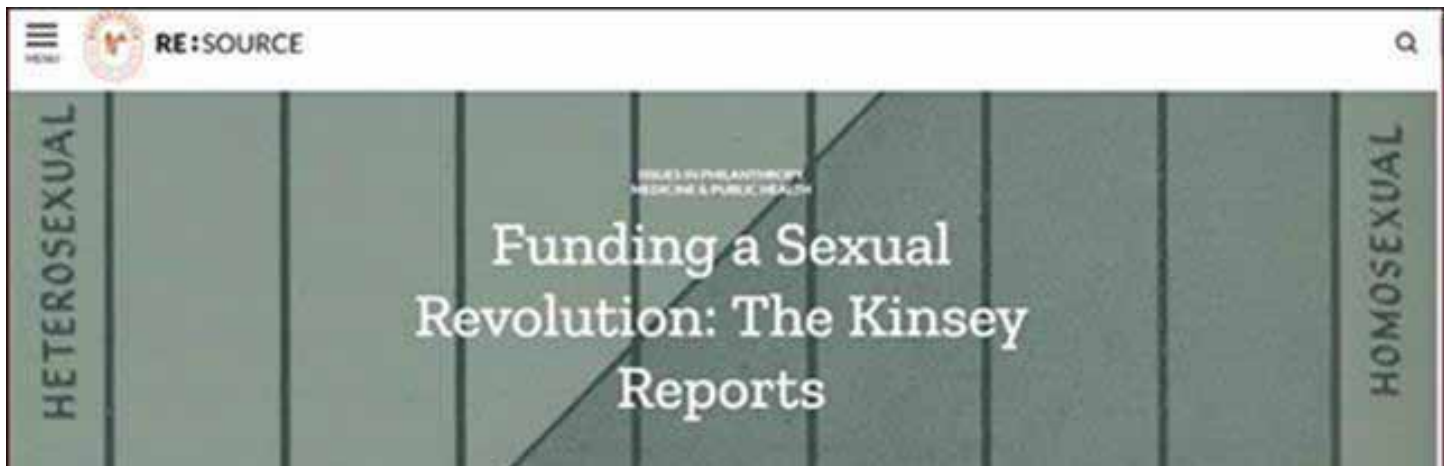 MENU
RE:SOURCE
HETEROSEXUAL
ISSUES IN PHILANTHROPY
MEDICINE & PUBLIC HEALTH
Funding a Sexual
Revolution: The Kinsey
Reports
HOMOSEXUAL